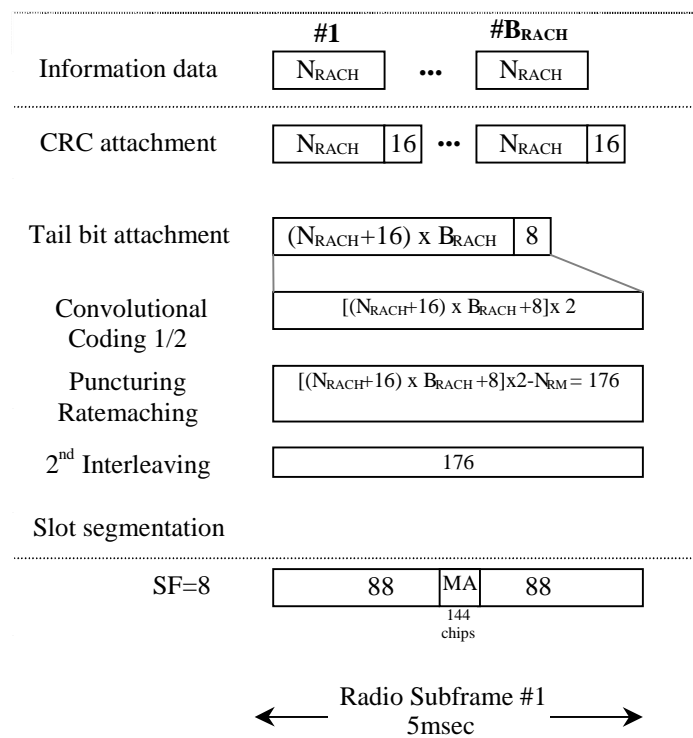 #1 #BRACH
Information data NRACH ••• NRACH
CRC attachment NRACH 16 ••• NRACH 16
Tail bit attachment (NRACH+16) x BRACH 8
Convolutional
Coding 1/2
[(NRACH+16) x BRACH+8]x 2
Puncturing
Ratemaching
[(NRACH+16) x BRACH+8]x2-NRM = 176
2nd Interleaving 176
Slot segmentation
SF=8 88 MA 88
144
chips
Radio Subframe #1
5msec